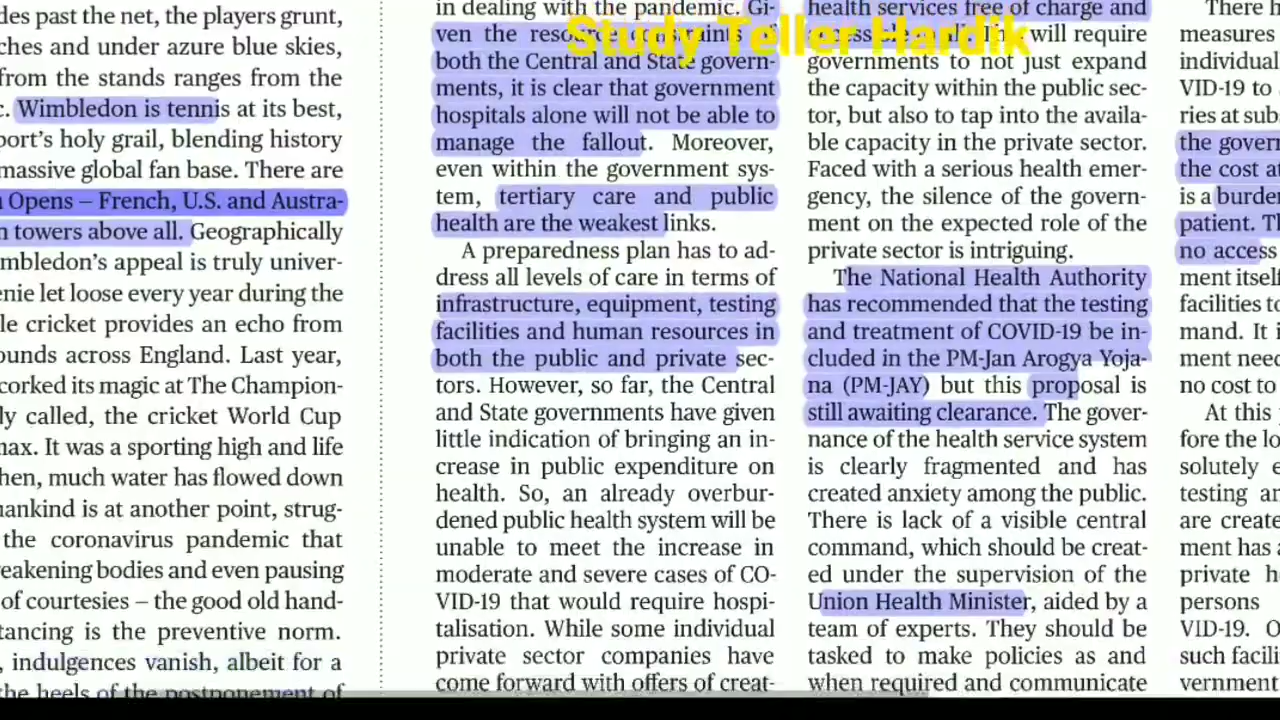 Study Teller Hardik
des past the net, the players grunt,
ches and under azure blue skies,
from the stands ranges from the
c. Wimbledon is tennis at its best,
port's holy grail, blending history
massive global fan base. There are
Opens – French, U.S. and Austra-
n towers above all. Geographically
mbledon's appeal is truly univer-
enie let loose every year during the
le cricket provides an echo from
ounds across England. Last year,
corked its magic at The Champion-
ly called, the cricket World Cup
max. It was a sporting high and life
hen, much water has flowed down
nankind is at another point, strug-
the coronavirus pandemic that
weakening bodies and even pausing
of courtesies – the good old hand-
tancing is the preventive norm.
, indulgences vanish, albeit for a
the heels of the postponement of
in dealing with the pandemic. Gi-
ven the resource constraints of
both the Central and State govern-
ments, it is clear that government
hospitals alone will not be able to
manage the fallout. Moreover,
even within the government sys-
tem, tertiary care and public
health are the weakest links.
A preparedness plan has to ad-
dress all levels of care in terms of
infrastructure, equipment, testing
facilities and human resources in
both the public and private sec-
tors. However, so far, the Central
and State governments have given
little indication of bringing an in-
crease in public expenditure on
health. So, an already overbur-
dened public health system will be
unable to meet the increase in
moderate and severe cases of CO-
VID-19 that would require hospi-
talisation. While some individual
private sector companies have
come forward with offers of creat-
health services free of charge and
will require
governments to not just expand
the capacity within the public sec-
tor, but also to tap into the availa-
ble capacity in the private sector.
Faced with a serious health emer-
gency, the silence of the govern-
ment on the expected role of the
private sector is intriguing.
The National Health Authority
has recommended that the testing
and treatment of COVID-19 be in-
cluded in the PM-Jan Arogya Yoja-
na (PM-JAY) but this proposal is
still awaiting clearance. The gover-
nance of the health service system
is clearly fragmented and has
created anxiety among the public.
There is lack of a visible central
command, which should be creat-
ed under the supervision of the
Union Health Minister, aided by a
team of experts. They should be
tasked to make policies as and
when required and communicate
There h
measures
individual
VID-19 to
ries at sub
the govern
the cost at
is a burden
patient. Th
no access
ment itself
facilities to
mand. It i
ment need
no cost to
At this
fore the lo
solutely e
testing an
are create
ment has a
private h
persons
VID-19. O
such facili
vernment